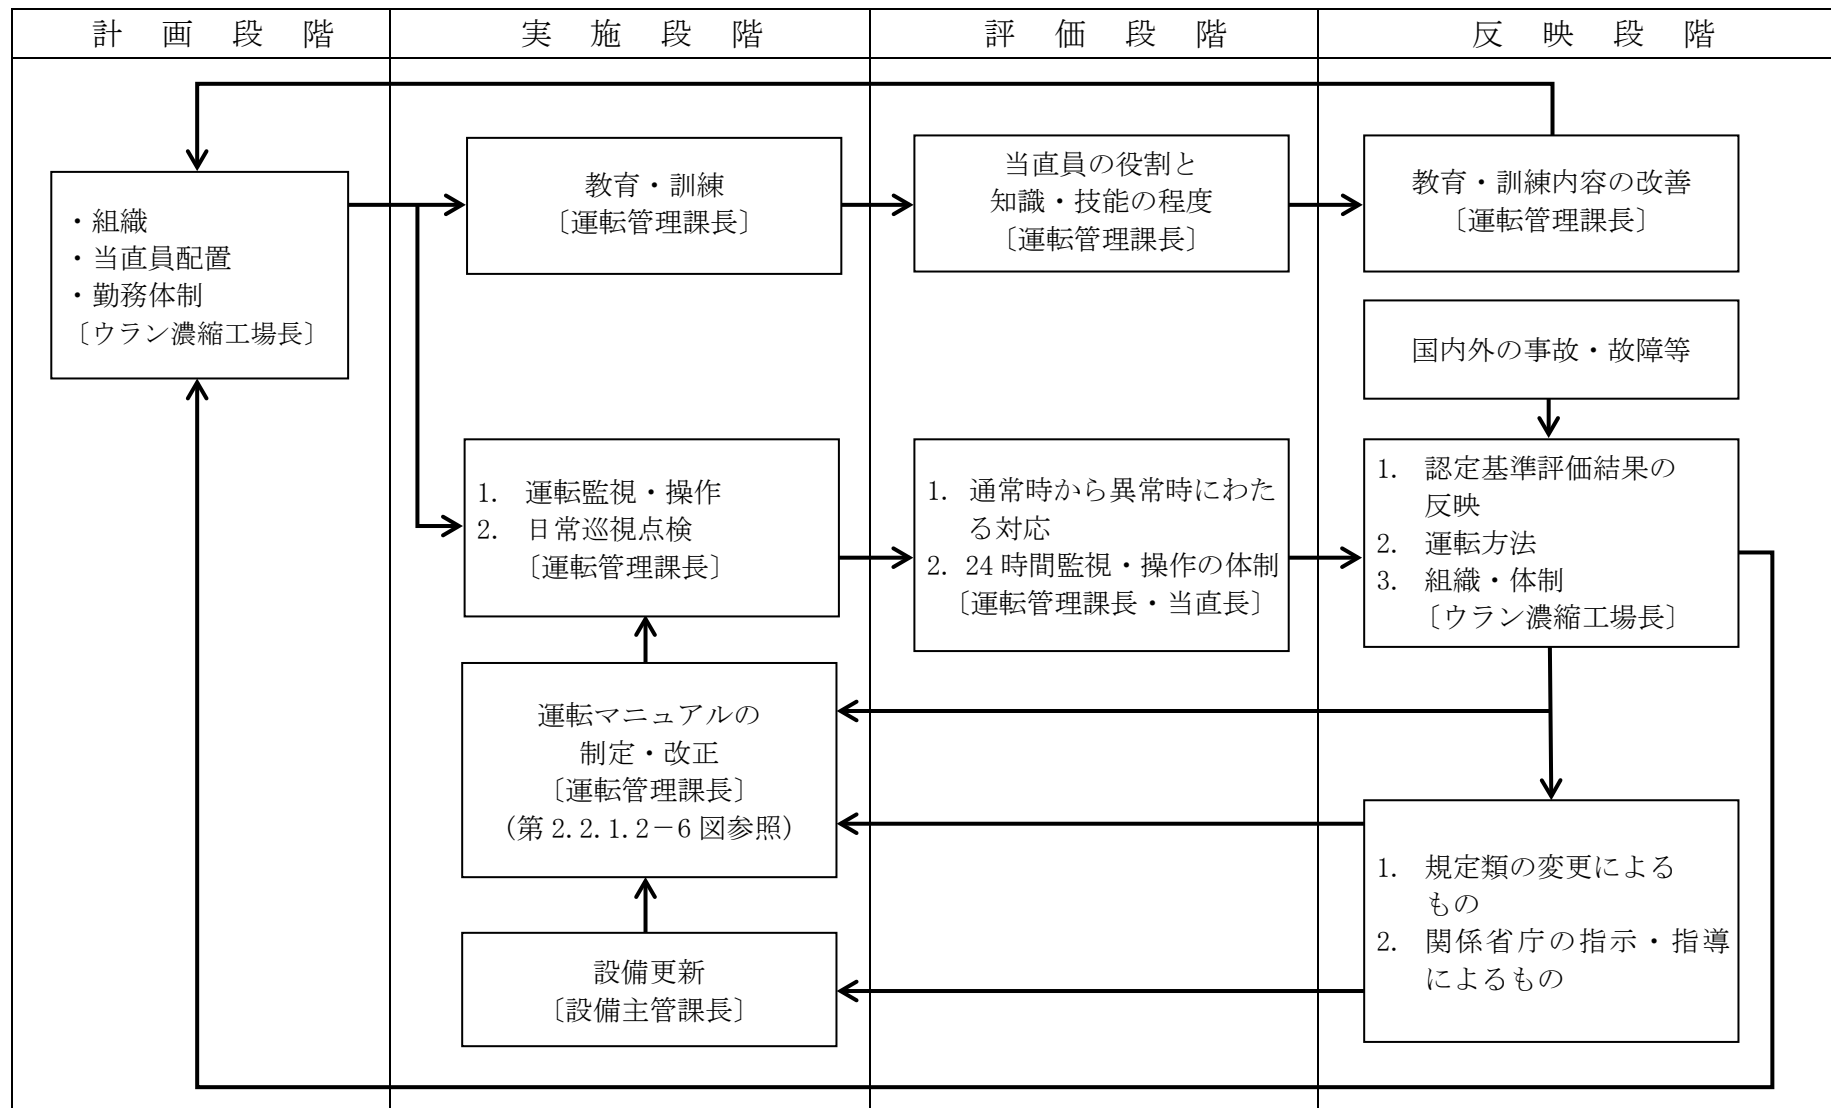 計画段階
実施段階
評価段階
反映段階
・組織
・当直員配置
・勤務体制
〔ウラン濃縮工場長〕
教育・訓練
〔運転管理課長〕
当直員の役割と
知識・技能の程度
〔運転管理課長〕
教育・訓練内容の改善
〔運転管理課長〕
国内外の事故・故障等
1. 運転監視・操作
2. 日常巡視点検
〔運転管理課長〕
1. 通常時から異常時にわた
る対応
2. 24時間監視・操作の体制
〔運転管理課長・当直長〕
1. 認定基準評価結果の
反映
2. 運転方法
3. 組織・体制
〔ウラン濃縮工場長〕
運転マニュアルの
制定・改正
〔運転管理課長〕
(第2.2.1.2-6図参照)
設備更新
〔設備主管課長〕
1. 規定類の変更による
もの
2. 関係省庁の指示・指導
によるもの